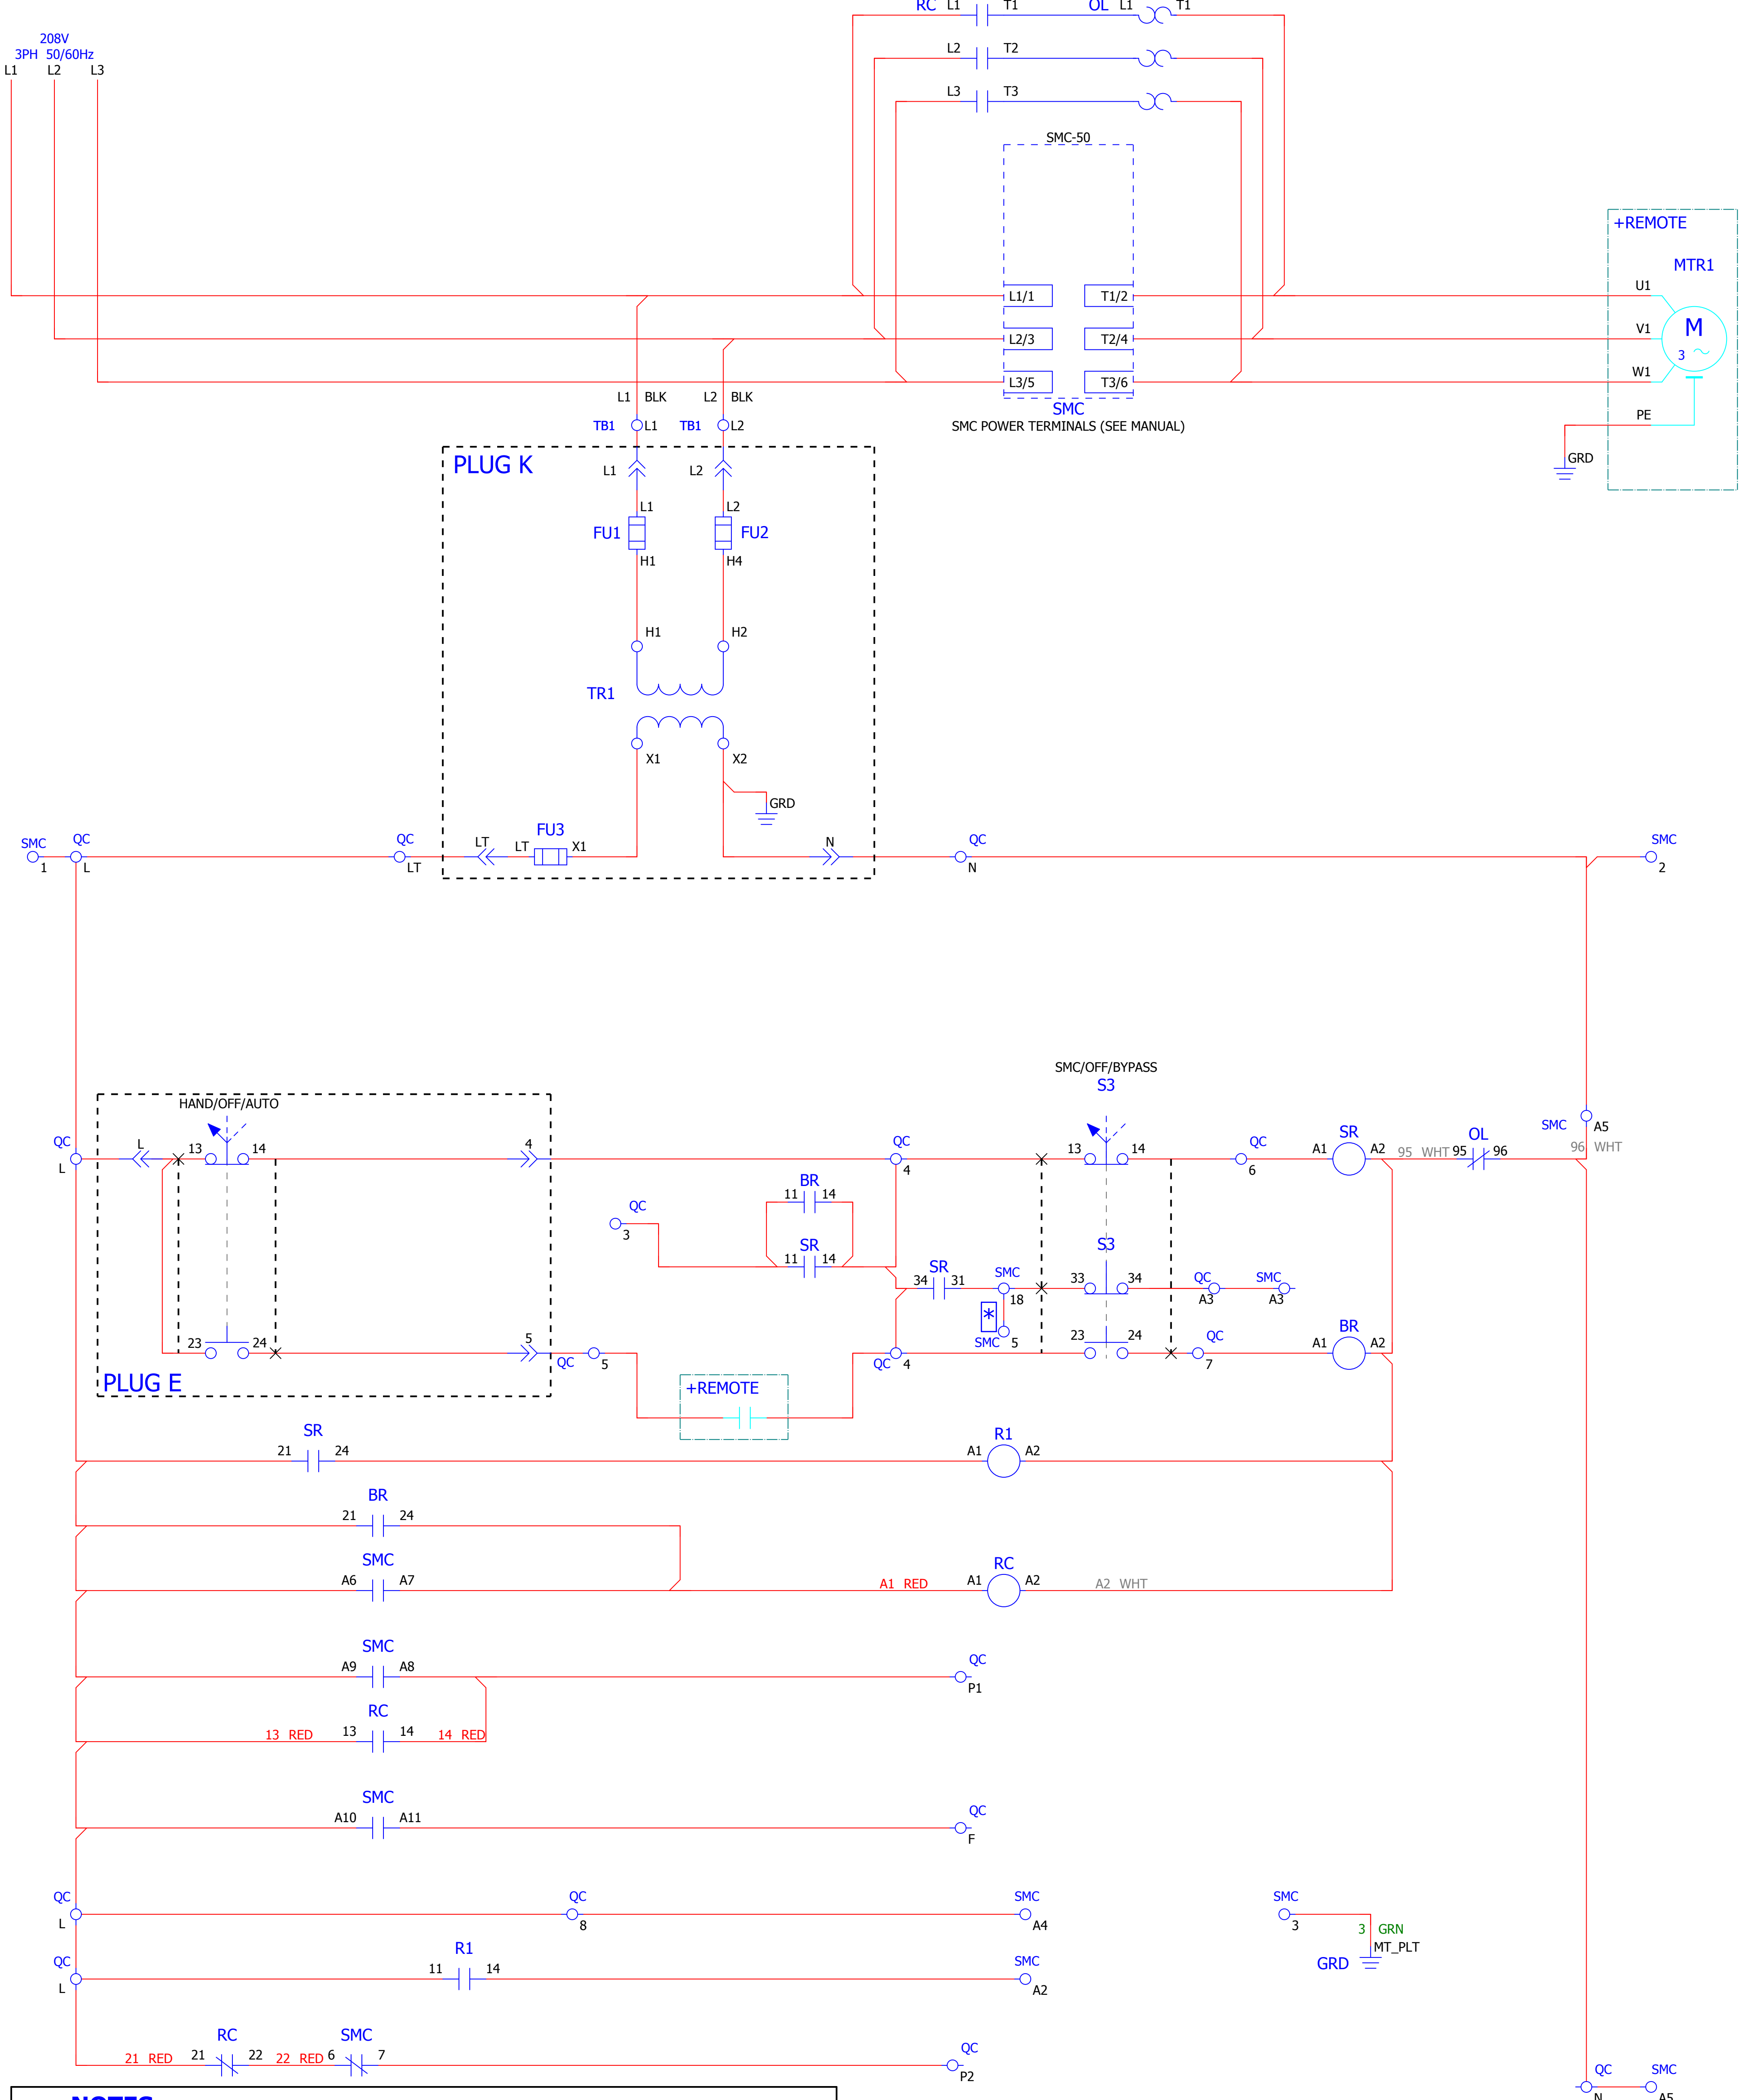 RC L1 T1 OL L1 T1
208V
3PH 50/60Hz
L1 L2 L3
L2 T2
L3 T3
SMC-50
+REMOTE
MTR1
L1/1 T1/2 U1
L2/3 T2/4 V1
M
3
L3/5 T3/6 W1
L1 BLK L2 BLK
SMC
PE
TB1 L1 TB1 L2
SMC POWER TERMINALS (SEE MANUAL)
PLUG K
L1 L2
GRD
L1 L2
FU1 FU2
H1 H4
H1 H2
TR1
X1 X2
GRD
FU3
SMC QC QC LT LT X1 N QC SMC
1 L LT N 2
SMC/OFF/BYPASS
S3
HAND/OFF/AUTO
SMC A5
QC L 13 14 4 QC 13 14 QC SR OL
A1 A2 95 WHT 95 96 96 WHT
L 4 6
BR
11 14
QC
3
SR
11 14
S3
SR
34 31 SMC 33 34 QC SMC
18 A3 A3
*
SMC 5
23 24 5 23 24 QC A1 BR A2
QC 5 QC 4 7
PLUG E
+REMOTE
SR R1
21 24 A1 A2
BR
21 24
SMC RC
A6 A7 A1 RED A1 A2 A2 WHT
SMC
A9 A8 QC
P1
RC
13 RED 13 14 14 RED
SMC
A10 A11 QC
F
QC QC SMC SMC
L 8 A4 3
3 GRN
MT_PLT
GRD
R1
QC 11 14 SMC
L A2
RC SMC
21 RED 21 22 22 RED 6 7 QC
P2
QC SMC
N A5
NOTES